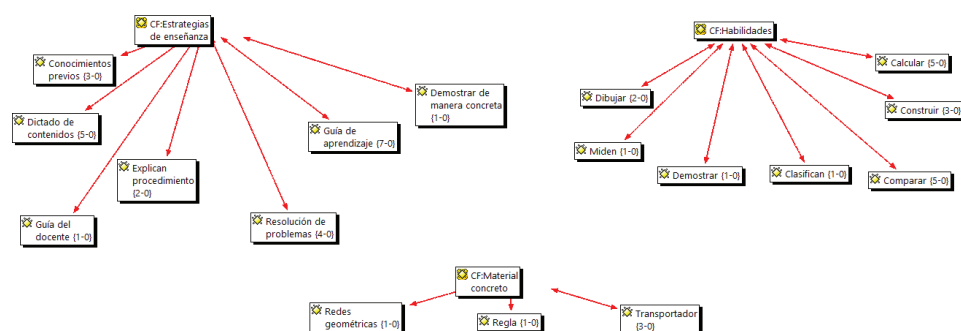 CF:Estrategias
de enseñanza
Conocimientos
previos {3-0}
Dictado de
contenidos {5-0}
Explican
procedimiento
{2-0}
Guía del
docente {1-0}
Resolución de
problemas {4-0}
Guía de
aprendizaje {7-0}
Demostrar de
manera concreta
{1-0}
CF:Habilidades
Dibujar {2-0}
Miden {1-0}
Demostrar {1-0}
Clasifican {1-0}
Comparar {5-0}
Construir {3-0}
Calcular {5-0}
CF:Material
concreto
Redes
geométricas {1-0}
Regla {1-0}
Transportador
{3-0}